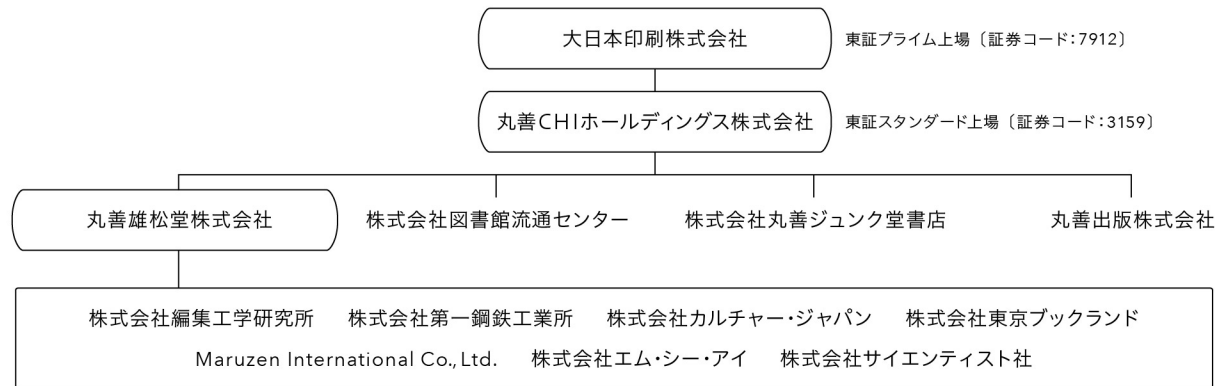 大日本印刷株式会社 東証プライム上場〔証券コード：7912〕
丸善CHIホールディングス株式会社 東証スタンダード上場〔証券コード：3159〕
丸善雄松堂株式会社 株式会社図書館流通センター 株式会社丸善ジュンク堂書店 丸善出版株式会社
株式会社編集工学研究所 株式会社第一鋼鉄工業所 株式会社カルチャー・ジャパン 株式会社東京ブックランド
Maruzen International Co., Ltd. 株式会社エム・シー・アイ 株式会社サイエンティスト社